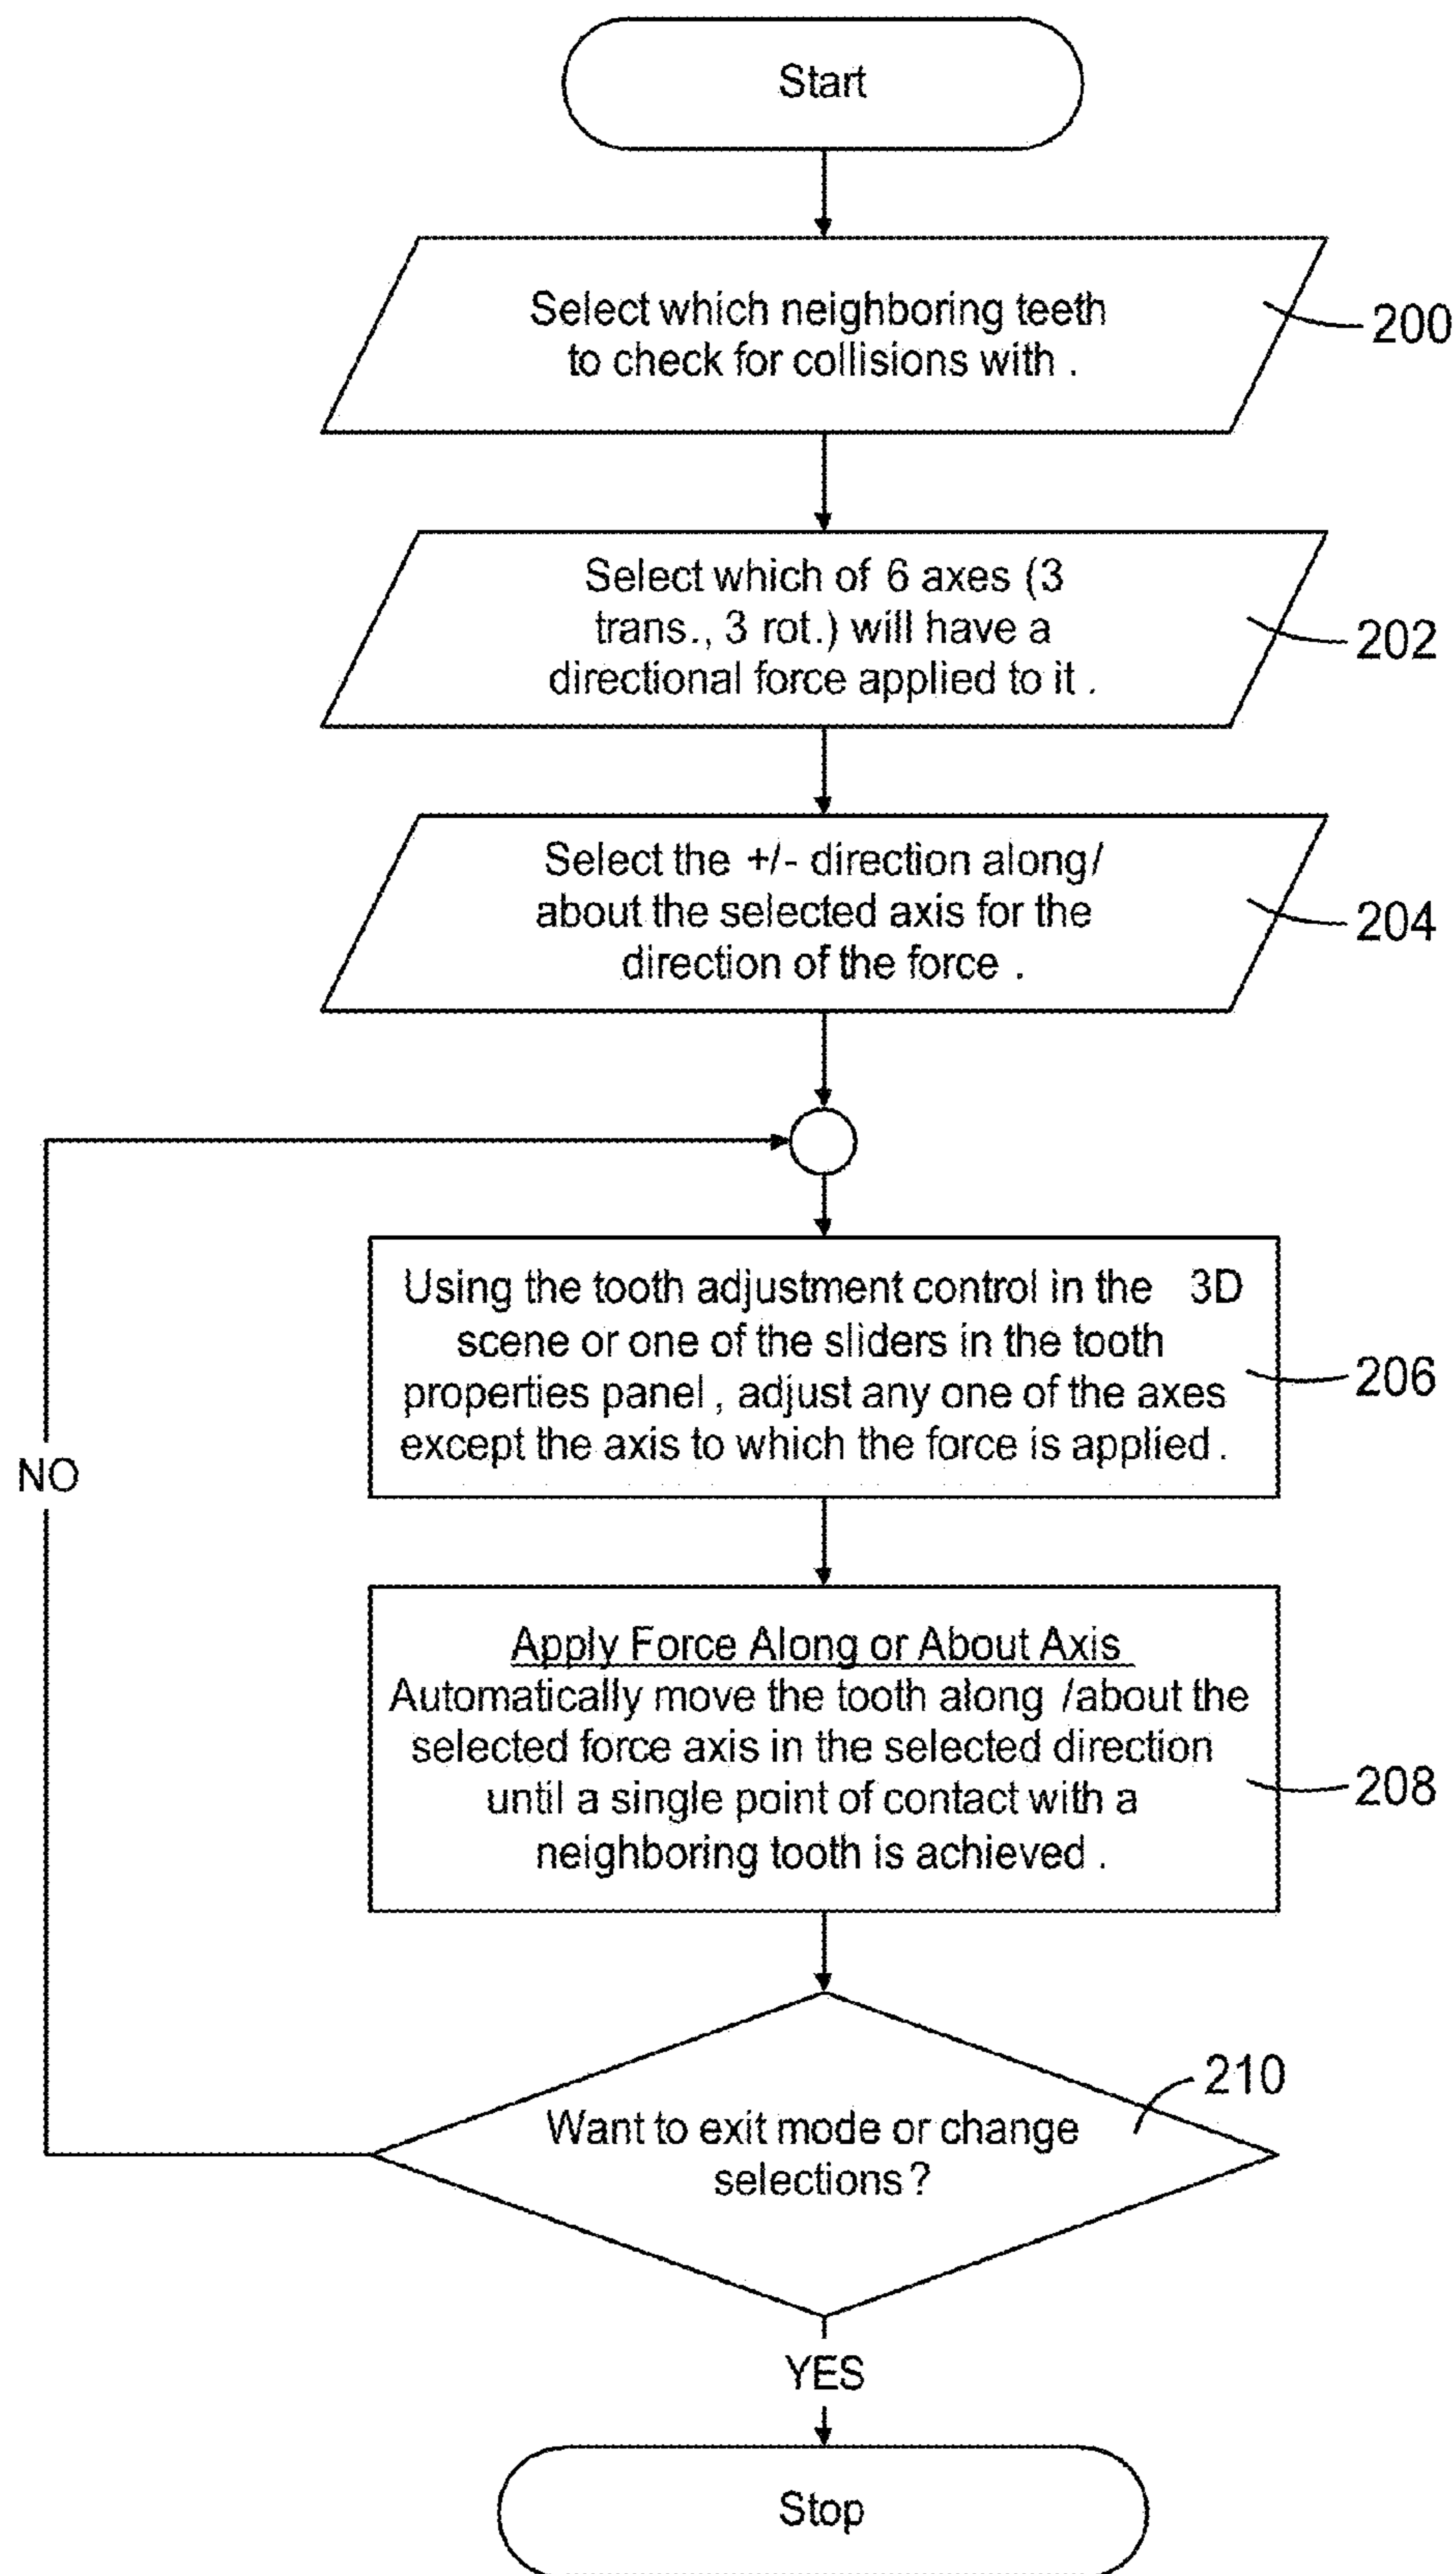 Start
Select which neighboring teeth
to check for collisions with .
200
Select which of 6 axes (3
trans., 3 rot.) will have a
directional force applied to it .
202
Select the +/- direction along/
about the selected axis for the
direction of the force .
204
Using the tooth adjustment control in the 3D
scene or one of the sliders in the tooth
properties panel , adjust any one of the axes
except the axis to which the force is applied .
206
NO
Apply Force Along or About Axis
Automatically move the tooth along /about the
selected force axis in the selected direction
until a single point of contact with a
neighboring tooth is achieved .
208
210
Want to exit mode or change
selections ?
YES
Stop